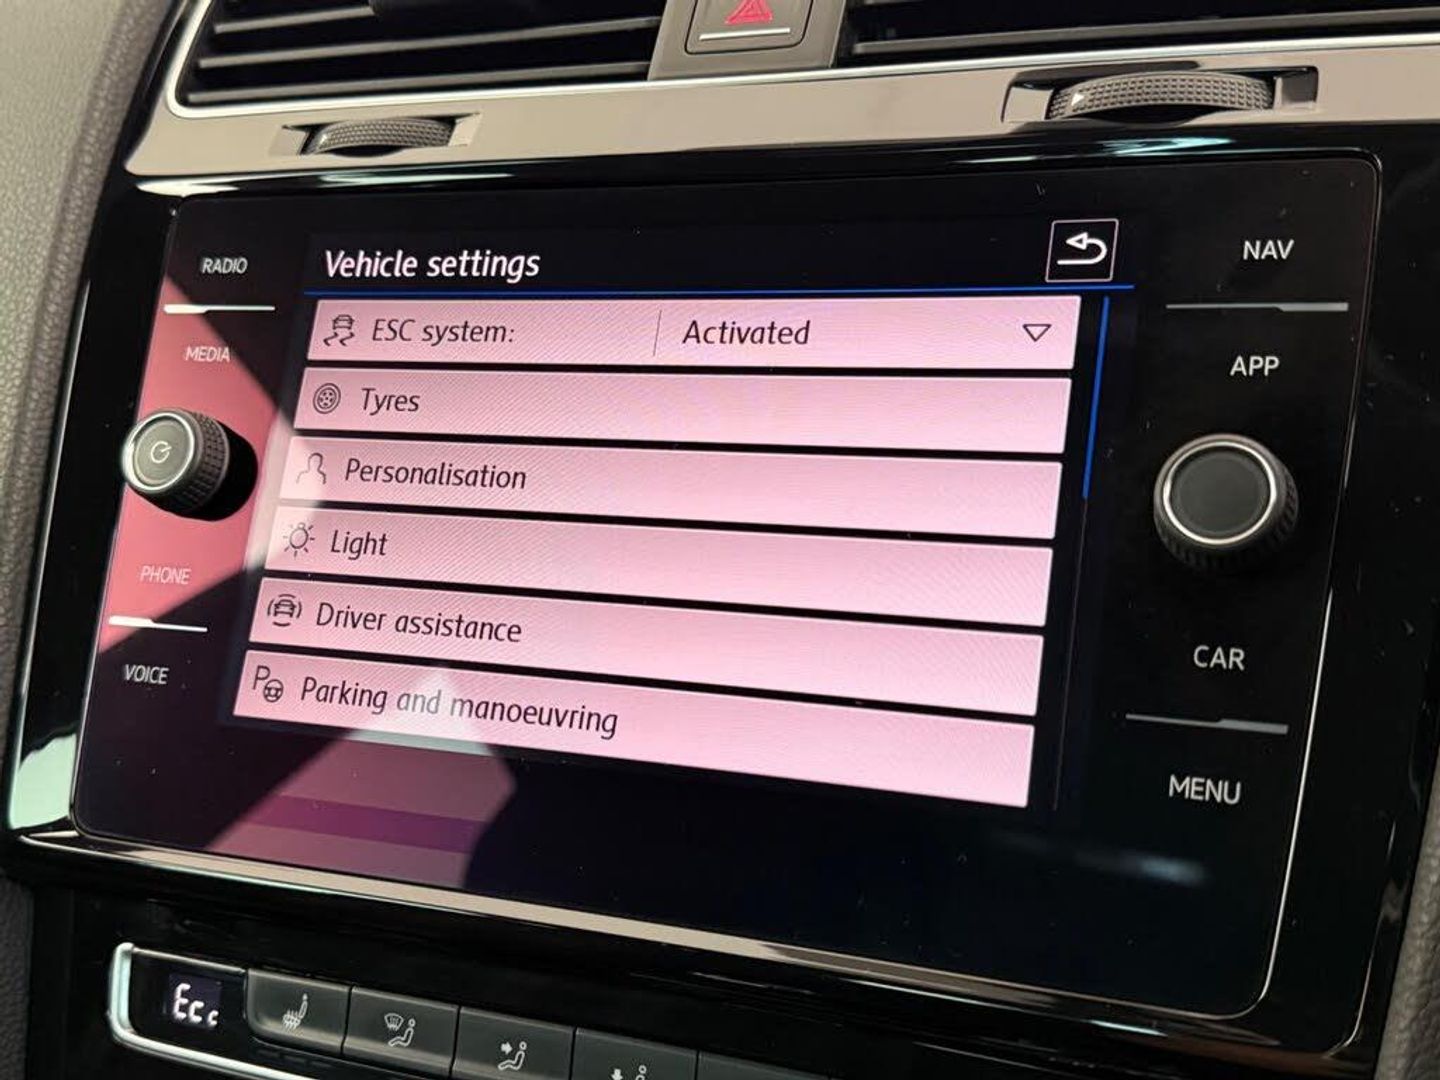 RADIO
MEDIA
PHONE
VOICE
Vehicle settings
ESC system: Activated
Tyres
Personalisation
Light
Driver assistance
P Parking and manoeuvring
NAV
APP
CAR
MENU